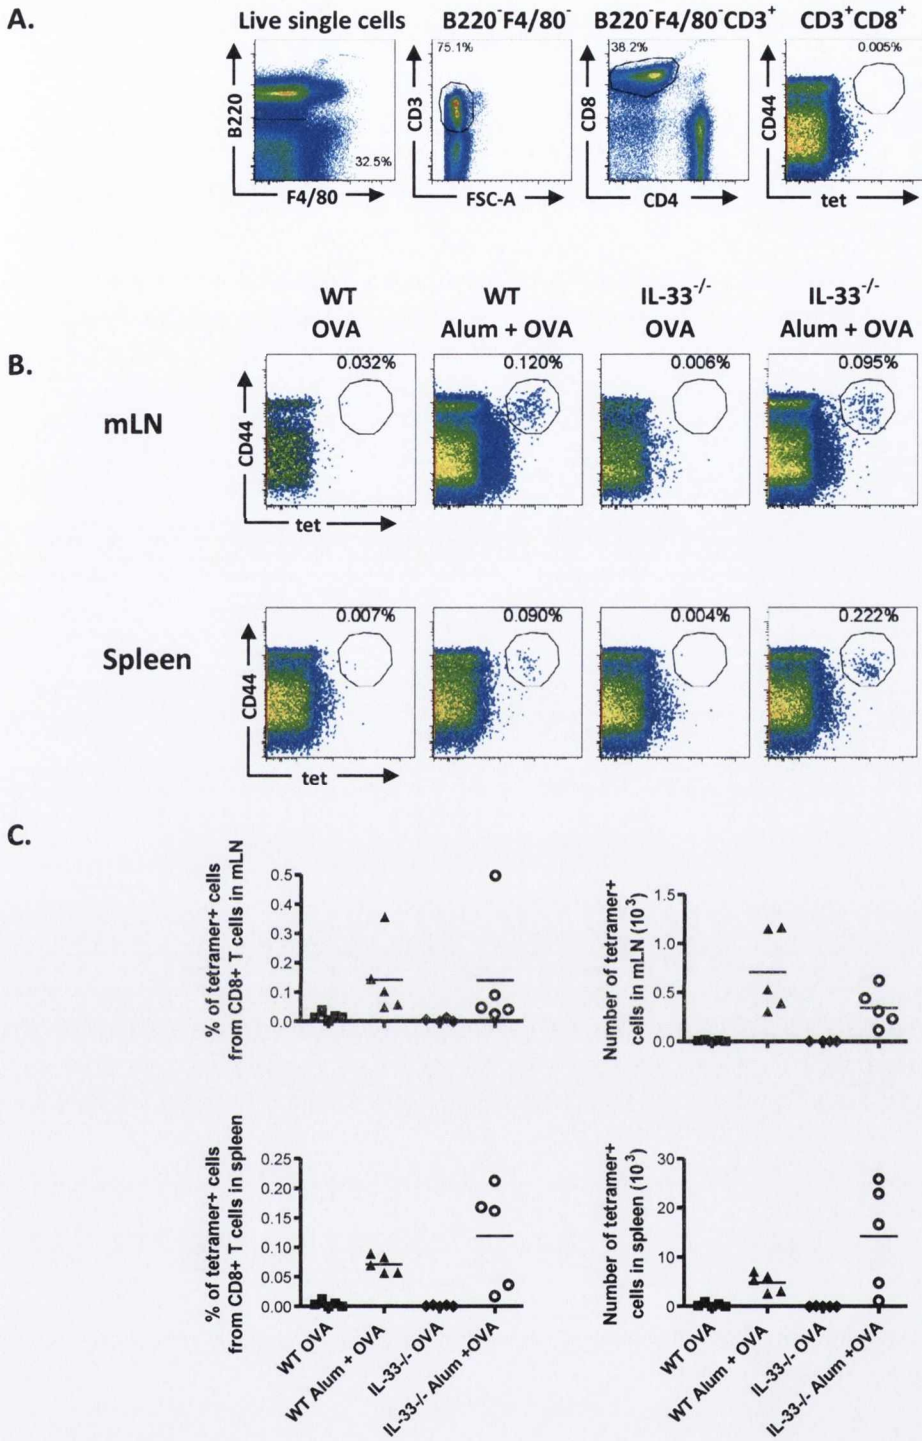 A.
Live single cells
B220⁻F4/80⁻
B220⁻F4/80⁻CD3⁺
CD3⁺CD8⁺
B220
32.5%
F4/80
75.1%
CD3
FSC-A
38.2%
CD8
CD4
0.005%
CD44
tet
WT
OVA
WT
Alum + OVA
IL-33⁻/⁻
OVA
IL-33⁻/⁻
Alum + OVA
B.
mLN
CD44
tet
0.032%
0.120%
0.006%
0.095%
Spleen
CD44
tet
0.007%
0.090%
0.004%
0.222%
C.
% of tetramer+ cells
from CD8+ T cells in mLN
0.5
0.4
0.3
0.2
0.1
0.0
Number of tetramer+
cells in mLN (10³)
1.5
1.0
0.5
0.0
% of tetramer+ cells
from CD8+ T cells in spleen
0.25
0.20
0.15
0.10
0.05
0.00
WT OVA
WT Alum + OVA
IL-33-/- OVA
IL-33-/- Alum +OVA
Number of tetramer+
cells in spleen (10³)
30
20
10
0
WT OVA
WT Alum + OVA
IL-33-/- OVA
IL-33-/- Alum +OVA